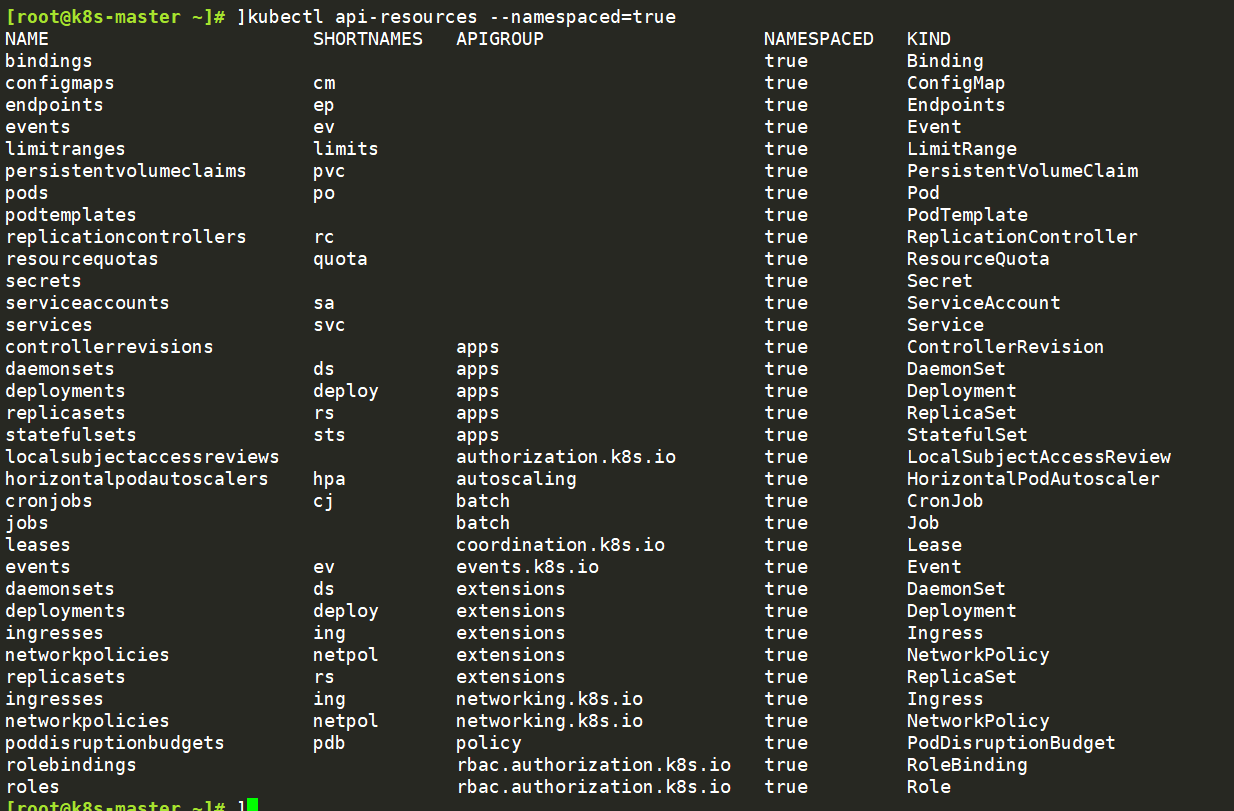 [root@k8s-master ~]# ]kubectl api-resources --namespaced=true
NAME SHORTNAMES APIGROUP NAMESPACED KIND
bindings true Binding
configmaps cm true ConfigMap
endpoints ep true Endpoints
events ev true Event
limitranges limits true LimitRange
persistentvolumeclaims pvc true PersistentVolumeClaim
pods po true Pod
podtemplates true PodTemplate
replicationcontrollers rc true ReplicationController
resourcequotas quota true ResourceQuota
secrets true Secret
serviceaccounts sa true ServiceAccount
services svc true Service
controllerrevisions apps true ControllerRevision
daemonsets ds apps true DaemonSet
deployments deploy apps true Deployment
replicasets rs apps true ReplicaSet
statefulsets sts apps true StatefulSet
localsubjectaccessreviews authorization.k8s.io true LocalSubjectAccessReview
horizontalpodautoscalers hpa autoscaling true HorizontalPodAutoscaler
cronjobs cj batch true CronJob
jobs batch true Job
leases coordination.k8s.io true Lease
events ev events.k8s.io true Event
daemonsets ds extensions true DaemonSet
deployments deploy extensions true Deployment
ingresses ing extensions true Ingress
networkpolicies netpol extensions true NetworkPolicy
replicasets rs extensions true ReplicaSet
ingresses ing networking.k8s.io true Ingress
networkpolicies netpol networking.k8s.io true NetworkPolicy
poddisruptionbudgets pdb policy true PodDisruptionBudget
rolebindings rbac.authorization.k8s.io true RoleBinding
roles rbac.authorization.k8s.io true Role
[root@k8s-master ~]# ]